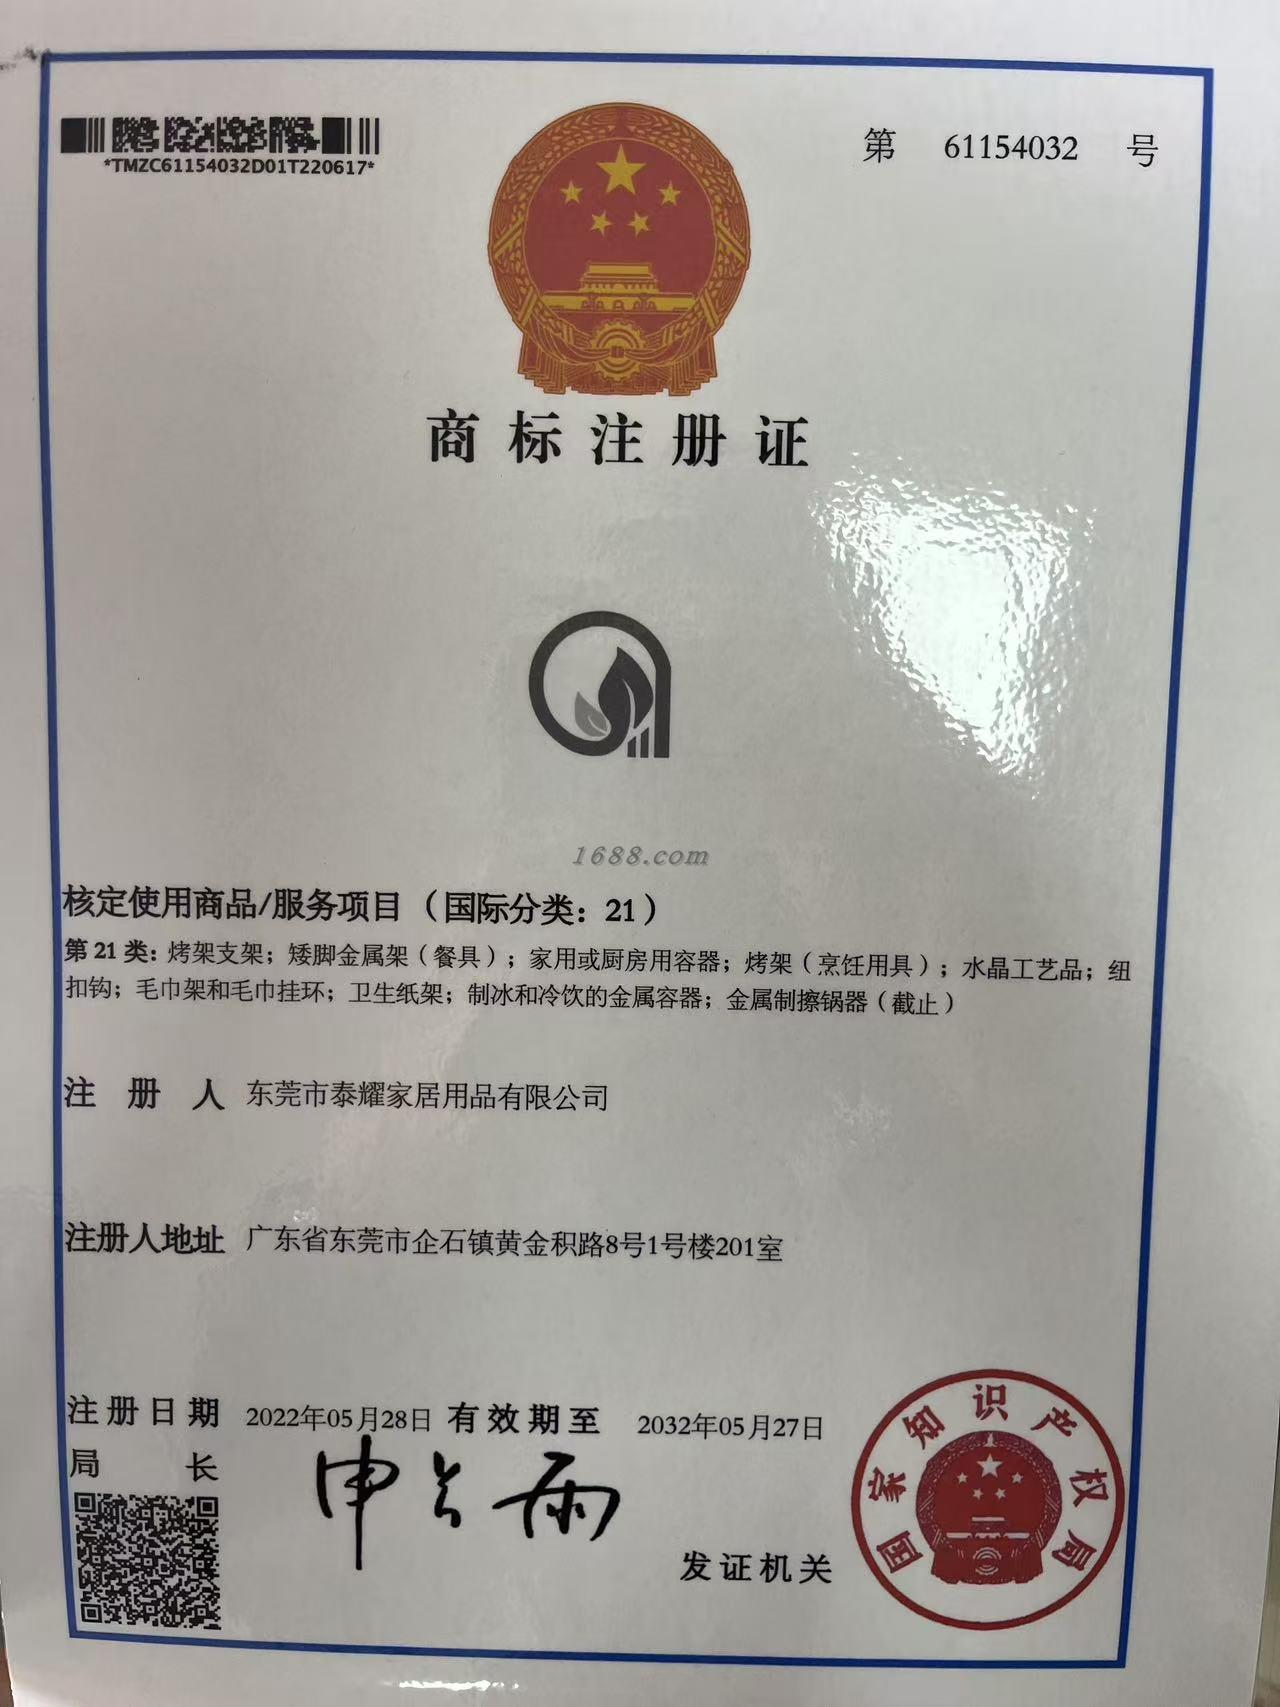 *TMZC61154032D01T220617*
第 61154032 号
商标注册证
1688.com
核定使用商品/服务项目（国际分类：21）
第 21 类：烤架支架；矮脚金属架（餐具）；家用或厨房用容器；烤架（烹饪用具）；水晶工艺品；纽
扣钩；毛巾架和毛巾挂环；卫生纸架；制冰和冷饮的金属容器；金属制擦锅器（截止）
注 册 人 东莞市泰耀家居用品有限公司
注册人地址 广东省东莞市企石镇黄金积路8号1号楼201室
注册日期 2022年05月28日 有效期至 2032年05月27日
局 长 申长雨
发证机关
国家知识产权局